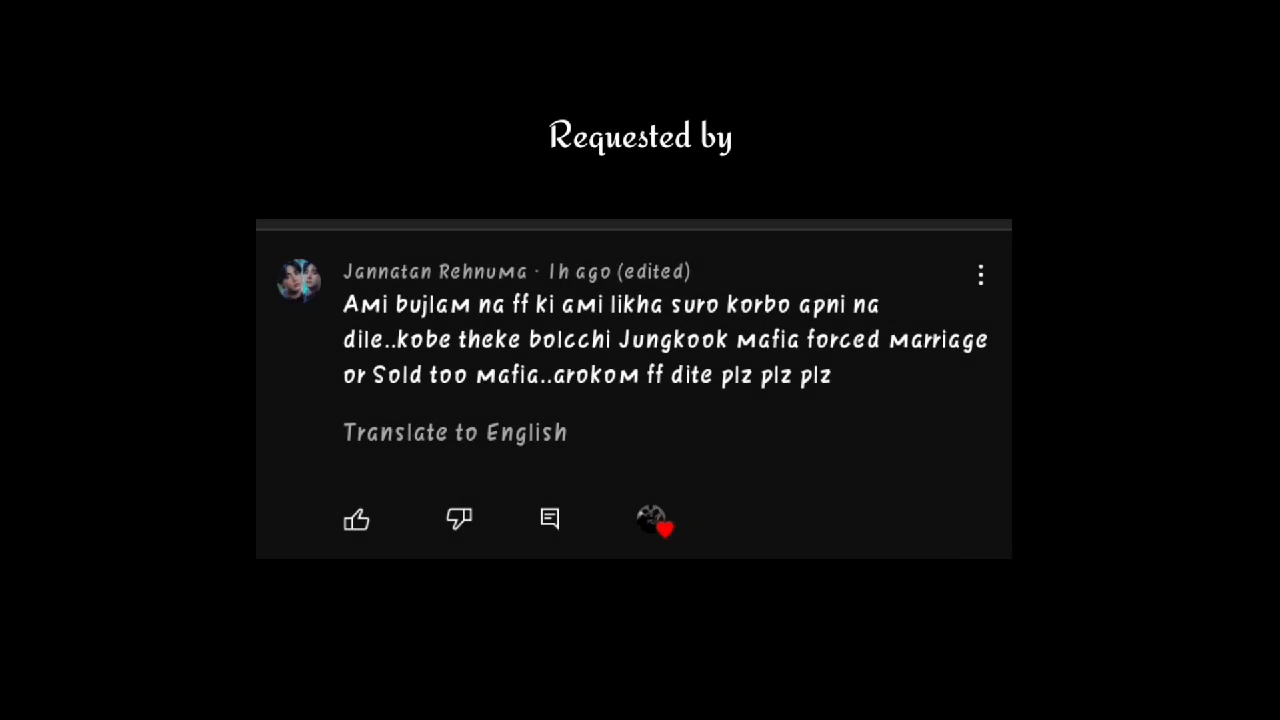 Requested by
Jannatan Rehnuma · 1h ago (edited)
Ami bujlam na ff ki ami likha suro korbo apni na
dile..kobe theke bolcchi Jungkook mafia forced marriage
or Sold too mafia..arokom ff dite plz plz plz
Translate to English